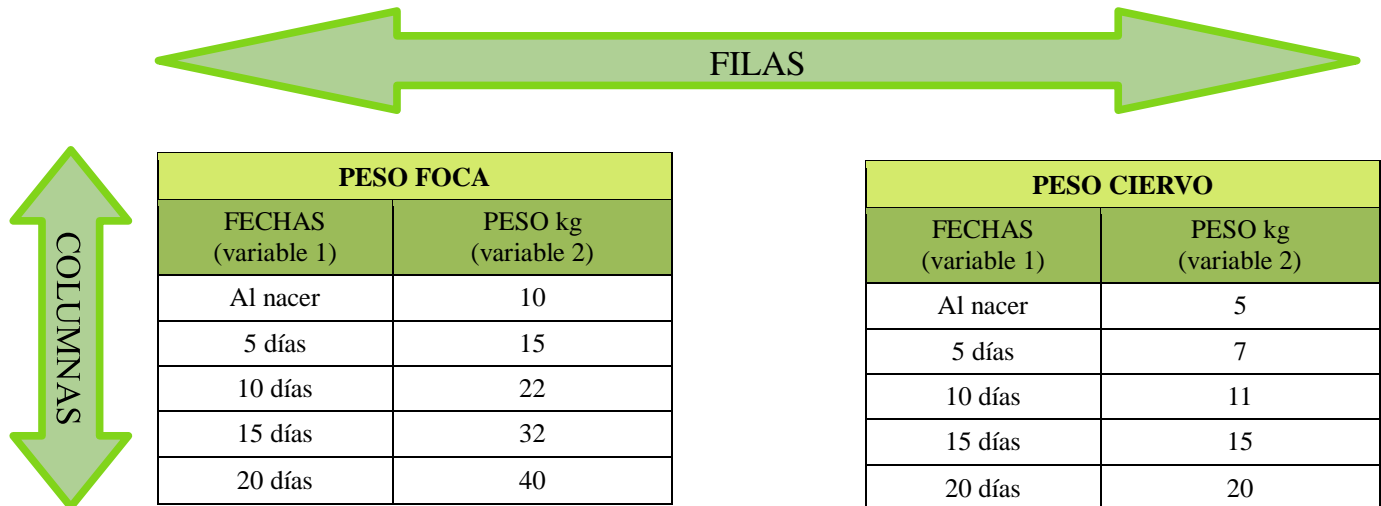 FILAS
COLUMNAS
PESO FOCA
FECHAS (variable 1) PESO kg (variable 2)
Al nacer 10
5 días 15
10 días 22
15 días 32
20 días 40
PESO CIERVO
FECHAS (variable 1) PESO kg (variable 2)
Al nacer 5
5 días 7
10 días 11
15 días 15
20 días 20